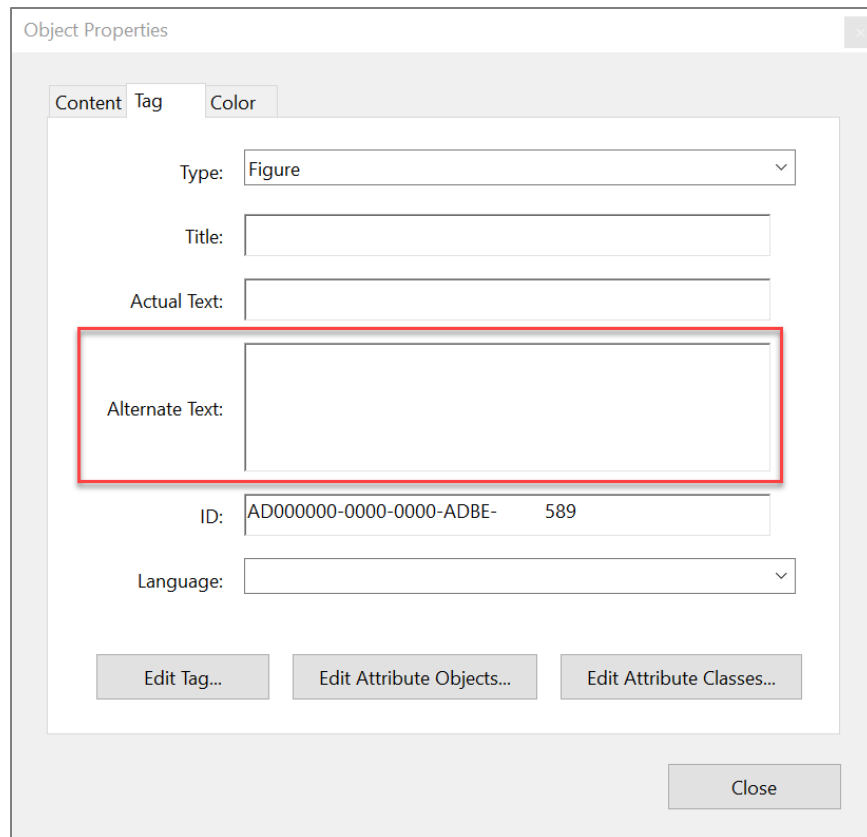 Object Properties
Content Tag Color
Type: Figure
Title:
Actual Text:
Alternate Text:
ID: AD000000-0000-0000-ADBE- 589
Language:
Edit Tag... Edit Attribute Objects... Edit Attribute Classes...
Close